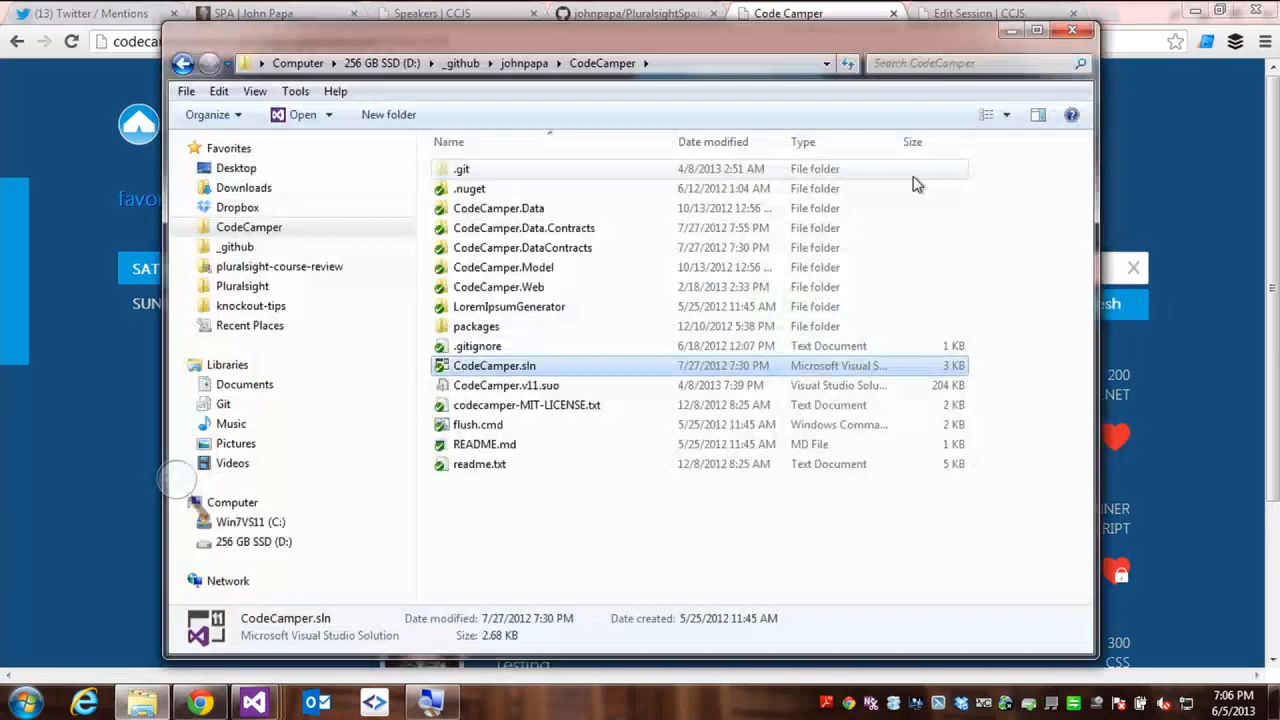 Twitter / Mentions
SPA | John Papa
Speakers | CCJS
johnpapa/PluralsightSpa
Code Camper
Edit Session | CCJS
codecam
Computer
256 GB SSD (D:)
_github
johnpapa
CodeCamper
Search CodeCamper
File
Edit
View
Tools
Help
Organize
Open
New folder
Name
Date modified
Type
Size
Favorites
Desktop
Downloads
Dropbox
CodeCamper
_github
pluralsight-course-review
Pluralsight
knockout-tips
Recent Places
Libraries
Documents
Git
Music
Pictures
Videos
Computer
Win7VS11 (C:)
256 GB SSD (D:)
Network
.git 4/8/2013 2:51 AM File folder
.nuget 6/12/2012 1:04 AM File folder
CodeCamper.Data 10/13/2012 12:56 ... File folder
CodeCamper.Data.Contracts 7/27/2012 7:55 PM File folder
CodeCamper.DataContracts 7/27/2012 7:30 PM File folder
CodeCamper.Model 10/13/2012 12:56 ... File folder
CodeCamper.Web 2/18/2013 2:33 PM File folder
LoremIpsumGenerator 5/25/2012 11:45 AM File folder
packages 12/10/2012 5:38 PM File folder
.gitignore 6/18/2012 12:07 PM Text Document 1 KB
CodeCamper.sln 7/27/2012 7:30 PM Microsoft Visual S... 3 KB
CodeCamper.v11.suo 4/8/2013 7:39 PM Visual Studio Solu... 204 KB
codecamper-MIT-LICENSE.txt 12/8/2012 8:25 AM Text Document 2 KB
flush.cmd 5/25/2012 11:45 AM Windows Comma... 2 KB
README.md 5/25/2012 11:45 AM MD File 1 KB
readme.txt 12/8/2012 8:25 AM Text Document 5 KB
CodeCamper.sln Date modified: 7/27/2012 7:30 PM Date created: 5/25/2012 11:45 AM
Microsoft Visual Studio Solution Size: 2.68 KB
favo
SAT
SUN
esh
200
NET
NER
RIPT
300
CSS
Testing
7:06 PM
6/5/2013